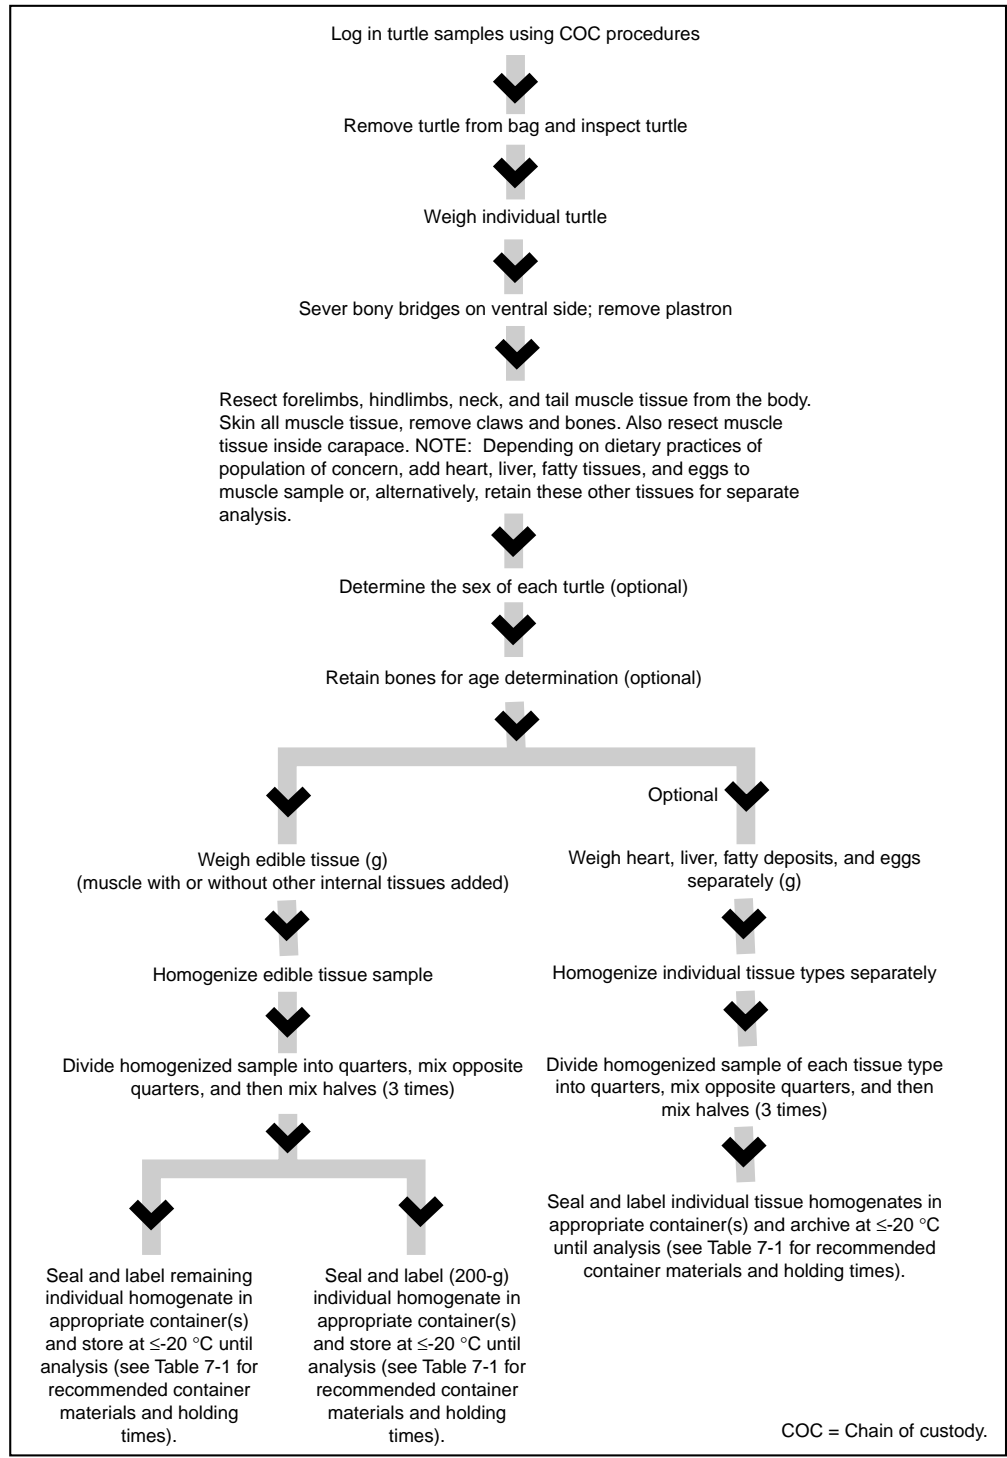 Log in turtle samples using COC procedures
Remove turtle from bag and inspect turtle
Weigh individual turtle
Sever bony bridges on ventral side; remove plastron
Resect forelimbs, hindlimbs, neck, and tail muscle tissue from the body.
Skin all muscle tissue, remove claws and bones. Also resect muscle
tissue inside carapace. NOTE:  Depending on dietary practices of
population of concern, add heart, liver, fatty tissues, and eggs to
muscle sample or, alternatively, retain these other tissues for separate
analysis.
Determine the sex of each turtle (optional)
Retain bones for age determination (optional)
Weigh edible tissue (g)
(muscle with or without other internal tissues added)
Homogenize edible tissue sample
Divide homogenized sample into quarters, mix opposite
quarters, and then mix halves (3 times)
Seal and label remaining
individual homogenate in
appropriate container(s)
and store at ≤-20 °C until
analysis (see Table 7-1 for
recommended container
materials and holding
times).
Seal and label (200-g)
individual homogenate in
appropriate container(s)
and store at ≤-20 °C until
analysis (see Table 7-1 for
recommended container
materials and holding
times).
Optional
Weigh heart, liver, fatty deposits, and eggs
separately (g)
Homogenize individual tissue types separately
Divide homogenized sample of each tissue type
into quarters, mix opposite quarters, and then
mix halves (3 times)
Seal and label individual tissue homogenates in
appropriate container(s) and archive at ≤-20 °C
until analysis (see Table 7-1 for recommended
container materials and holding times).
COC = Chain of custody.